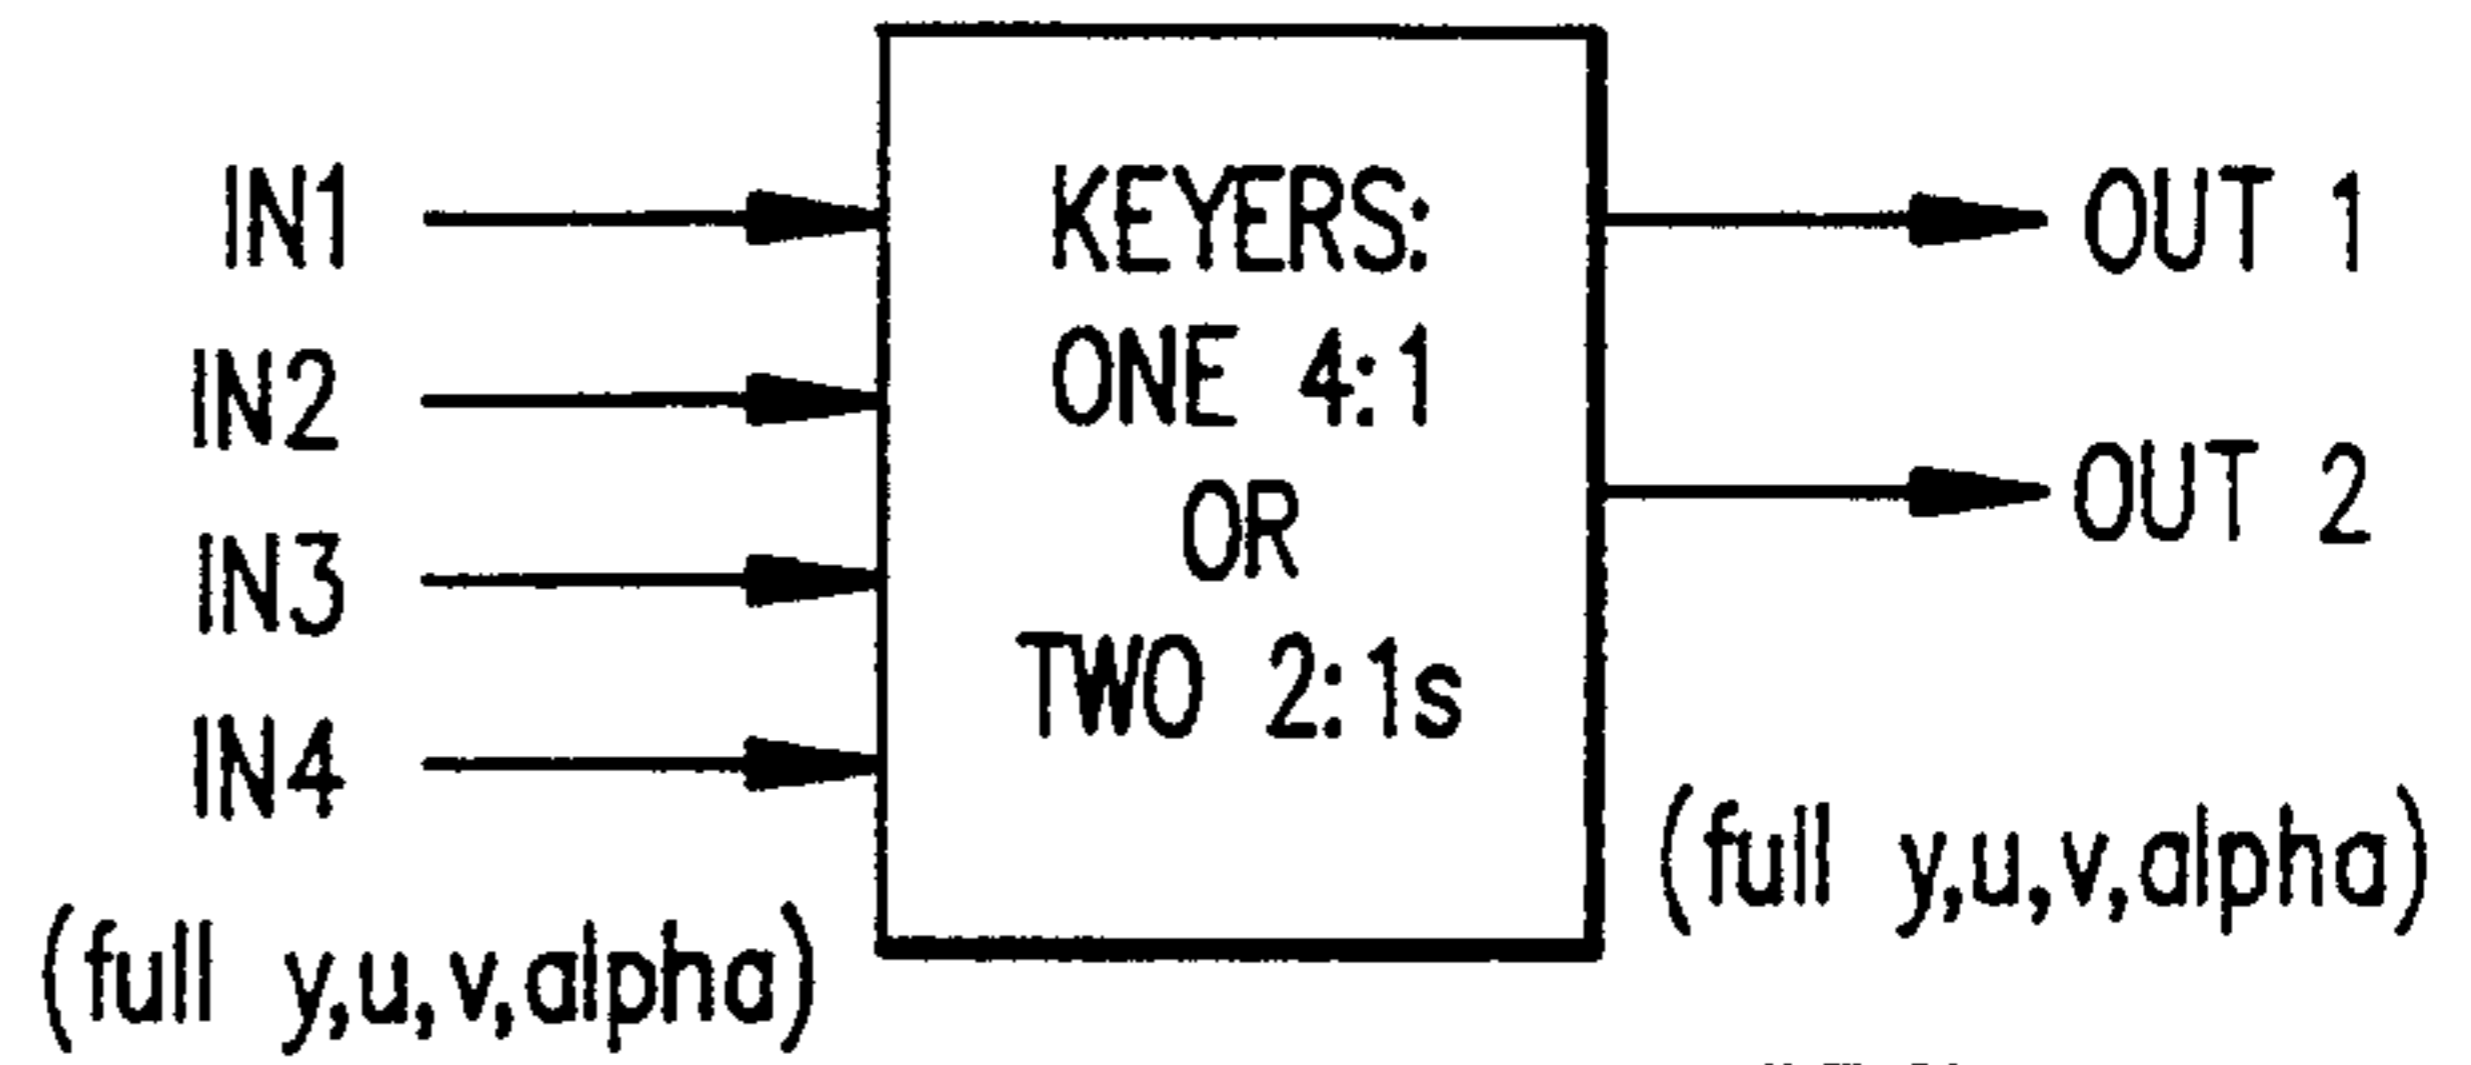 IN1
IN2
IN3
IN4
(full y,u,v,alpha)
KEYERS:
ONE 4:1
OR
TWO 2:1s
OUT 1
OUT 2
(full y,u,v,alpha)